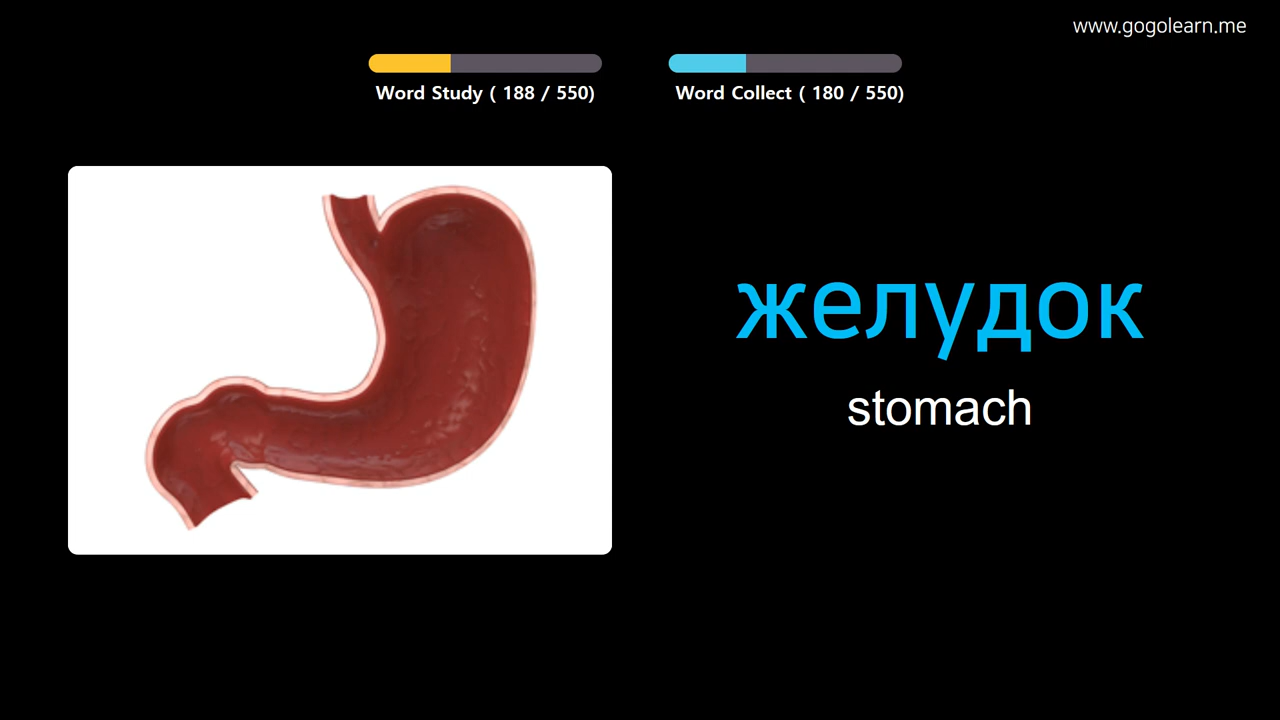 www.gogolearn.me
Word Study ( 188 / 550)
Word Collect ( 180 / 550)
желудок
stomach